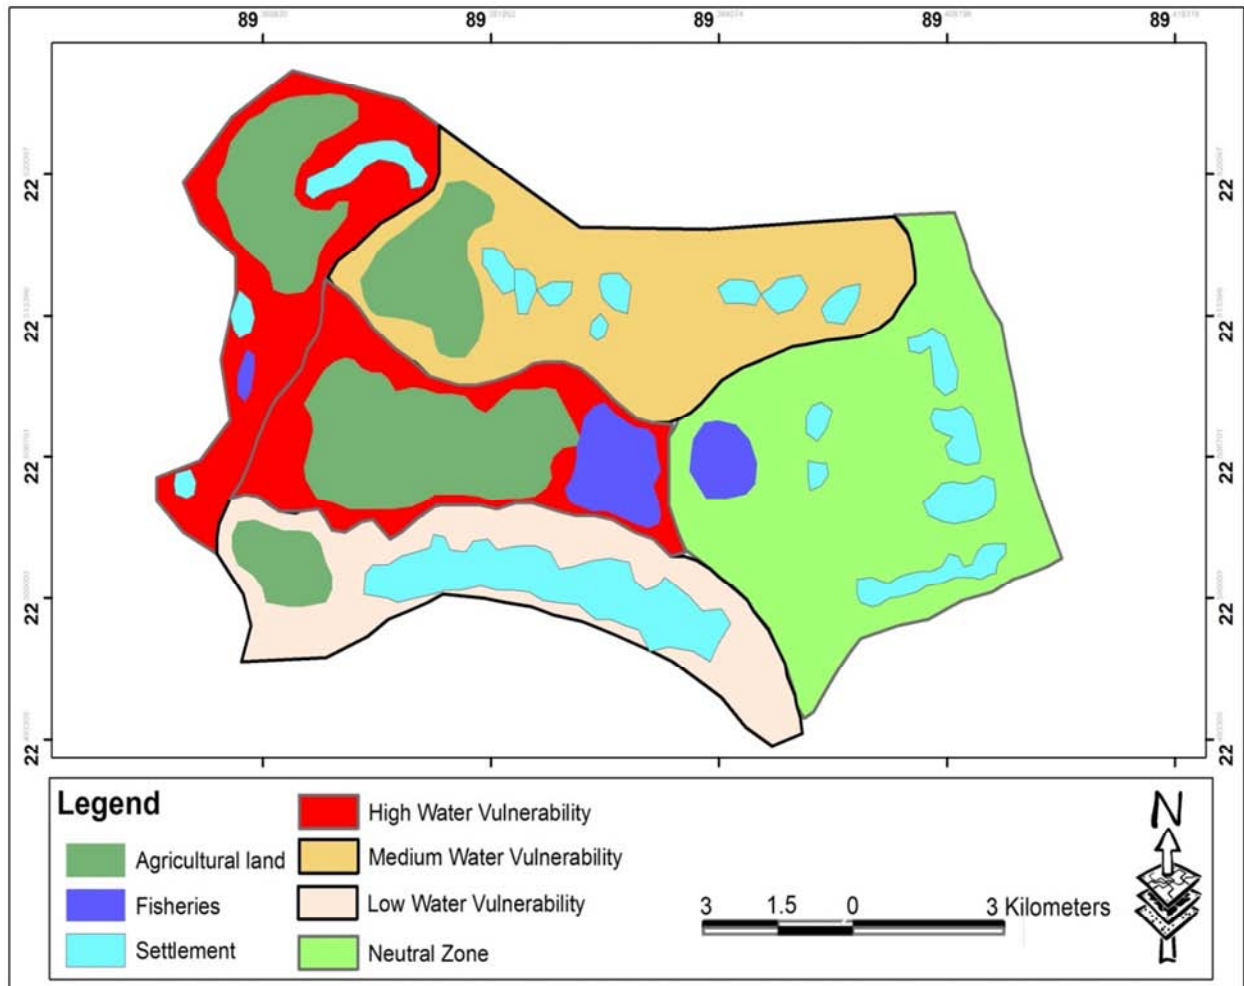 89 89 89 89 89
22 22
22 22
22 22
22 22
22 22
Legend
Agricultural land
Fisheries
Settlement
High Water Vulnerability
Medium Water Vulnerability
Low Water Vulnerability
Neutral Zone
3 1.5 0 3 Kilometers
N